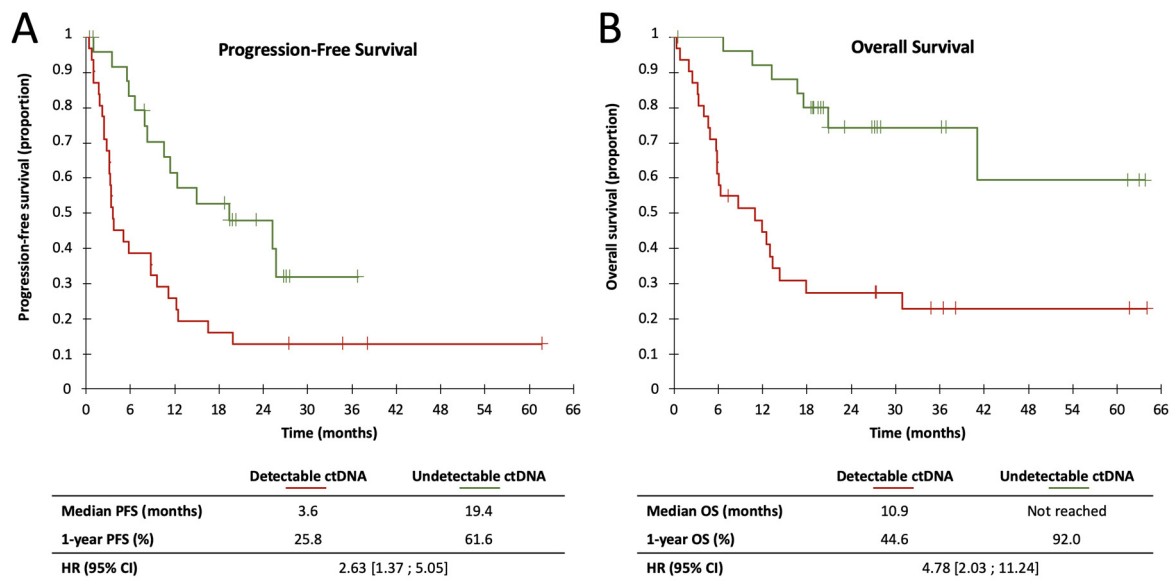 A
Progression-Free Survival
Progression-free survival (proportion)
1
0.9
0.8
0.7
0.6
0.5
0.4
0.3
0.2
0.1
0
0 6 12 18 24 30 36 42 48 54 60 66
Time (months)
Detectable ctDNA Undetectable ctDNA
Median PFS (months) 3.6 19.4
1-year PFS (%) 25.8 61.6
HR (95% CI) 2.63 [1.37 ; 5.05]
B
Overall Survival
Overall survival (proportion)
1
0.9
0.8
0.7
0.6
0.5
0.4
0.3
0.2
0.1
0
0 6 12 18 24 30 36 42 48 54 60 66
Time (months)
Detectable ctDNA Undetectable ctDNA
Median OS (months) 10.9 Not reached
1-year OS (%) 44.6 92.0
HR (95% CI) 4.78 [2.03 ; 11.24]